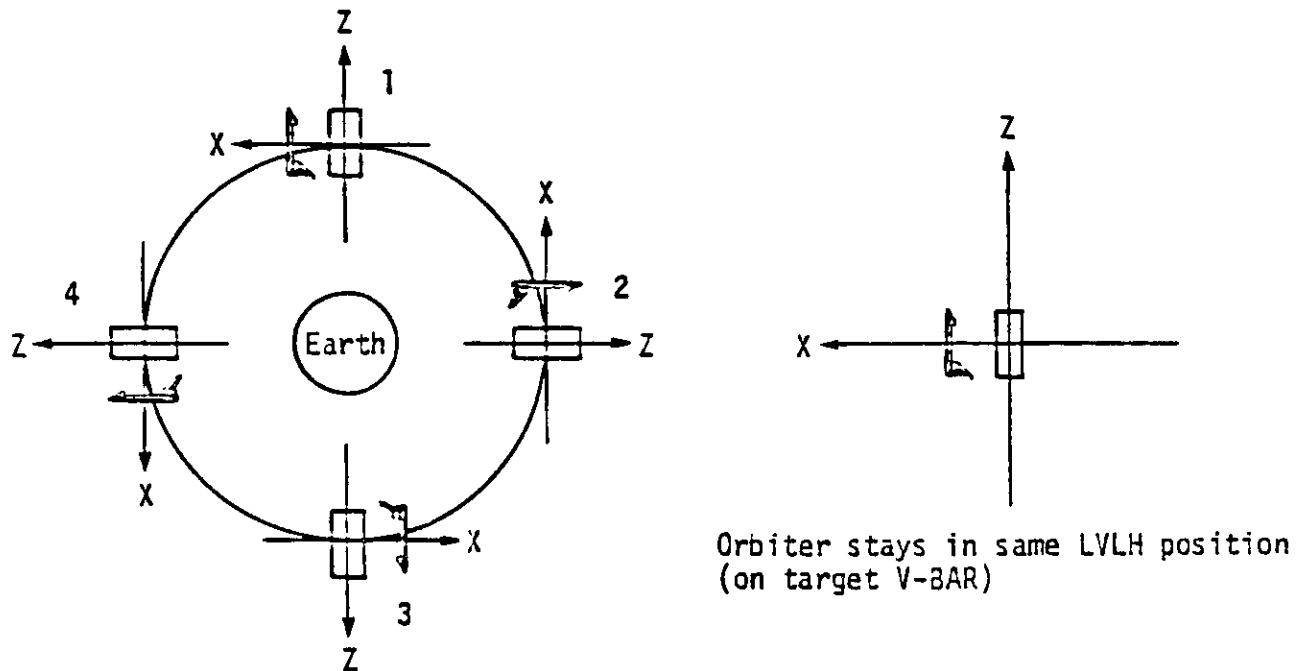 Z
1
X
X
Z
4
2
Z
Earth
Z
X
X
X
3
Z
Orbiter stays in same LVLH position
(on target V-BAR)